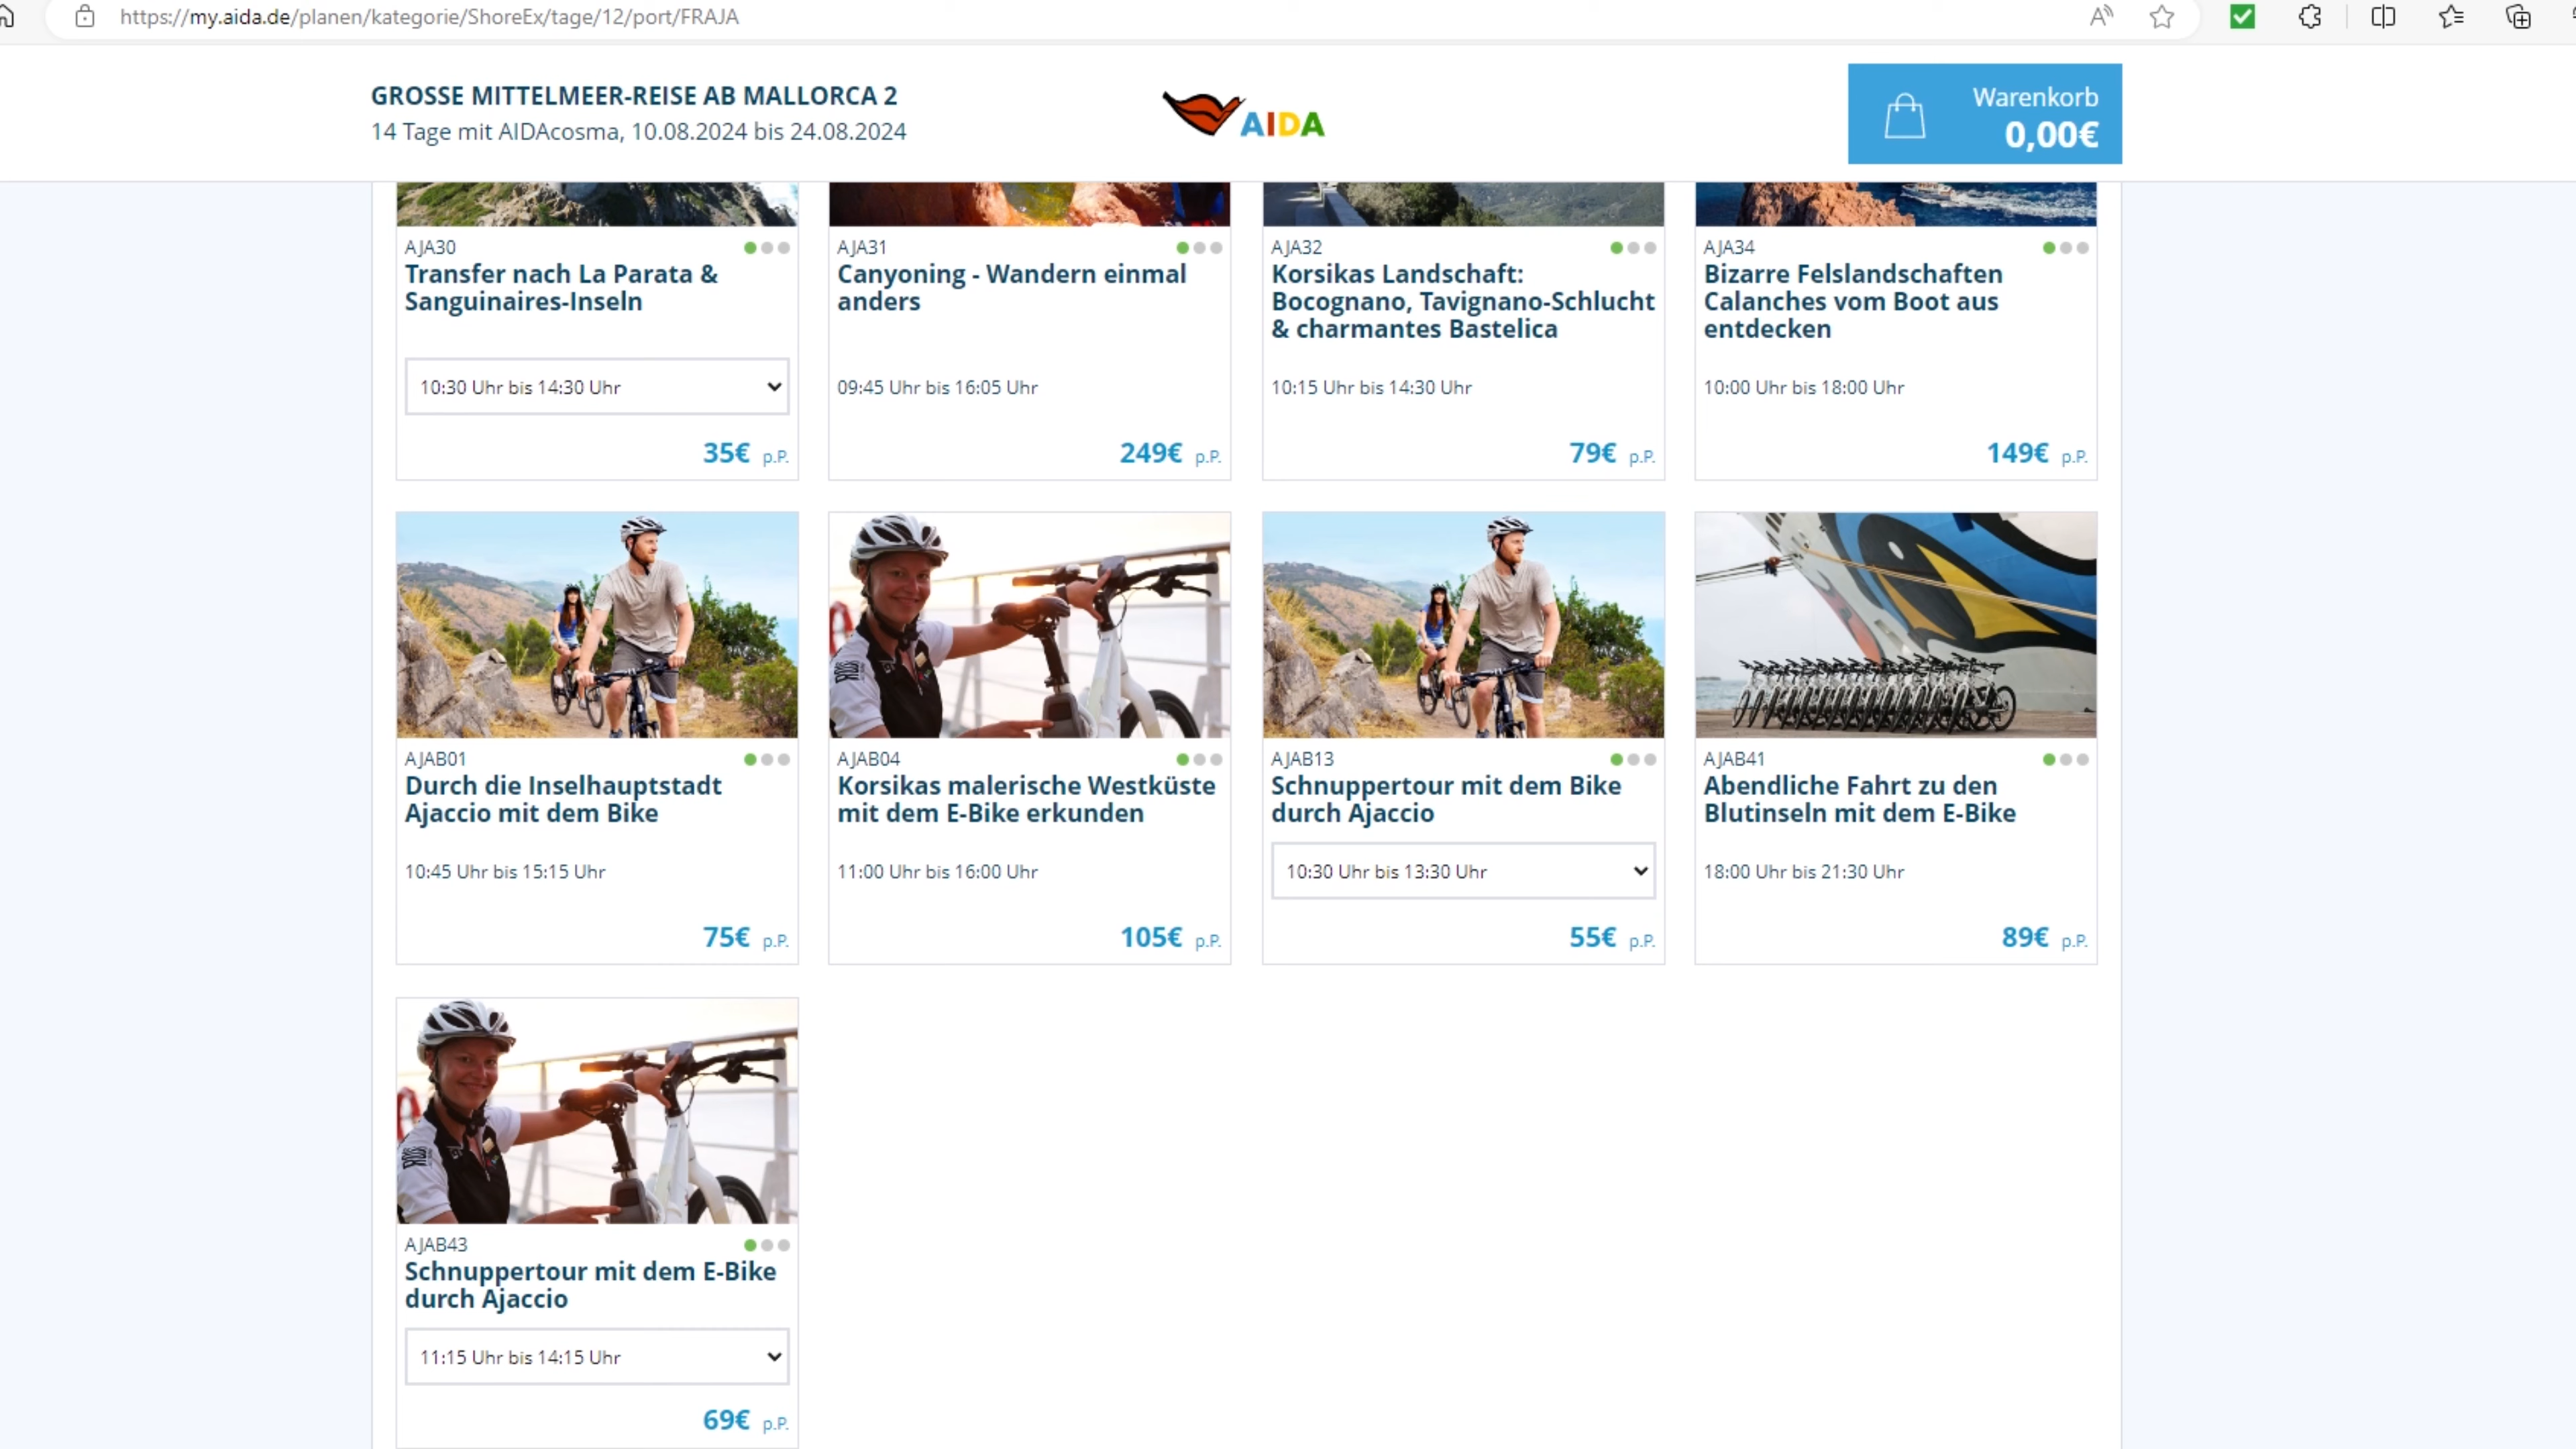 https://my.aida.de/planen/kategorie/ShoreEx/tage/12/port/FRAJA
GROSSE MITTELMEER-REISE AB MALLORCA 2
14 Tage mit AIDAcosma, 10.08.2024 bis 24.08.2024
AIDA
Warenkorb
0,00€
AJA30
Transfer nach La Parata &
Sanguinaires-Inseln
10:30 Uhr bis 14:30 Uhr
35€ p.P.
AJA31
Canyoning - Wandern einmal
anders
09:45 Uhr bis 16:05 Uhr
249€ p.P.
AJA32
Korsikas Landschaft:
Bocognano, Tavignano-Schlucht
& charmantes Bastelica
10:15 Uhr bis 14:30 Uhr
79€ p.P.
AJA34
Bizarre Felslandschaften
Calanches vom Boot aus
entdecken
10:00 Uhr bis 18:00 Uhr
149€ p.P.
AJAB01
Durch die Inselhauptstadt
Ajaccio mit dem Bike
10:45 Uhr bis 15:15 Uhr
75€ p.P.
AJAB04
Korsikas malerische Westküste
mit dem E-Bike erkunden
11:00 Uhr bis 16:00 Uhr
105€ p.P.
AJAB13
Schnuppertour mit dem Bike
durch Ajaccio
10:30 Uhr bis 13:30 Uhr
55€ p.P.
AJAB41
Abendliche Fahrt zu den
Blutinseln mit dem E-Bike
18:00 Uhr bis 21:30 Uhr
89€ p.P.
AJAB43
Schnuppertour mit dem E-Bike
durch Ajaccio
11:15 Uhr bis 14:15 Uhr
69€ p.P.